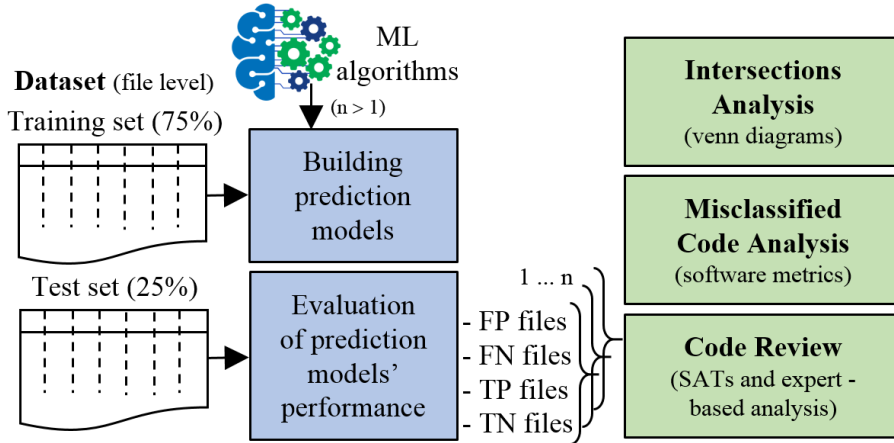 ML
algorithms
(n > 1)
Dataset (file level)
Training set (75%)
Building
prediction
models
Test set (25%)
Evaluation
of prediction
models’
performance
1 ... n
- FP files
- FN files
- TP files
- TN files
Intersections
Analysis
(venn diagrams)
Misclassified
Code Analysis
(software metrics)
Code Review
(SATs and expert -
based analysis)